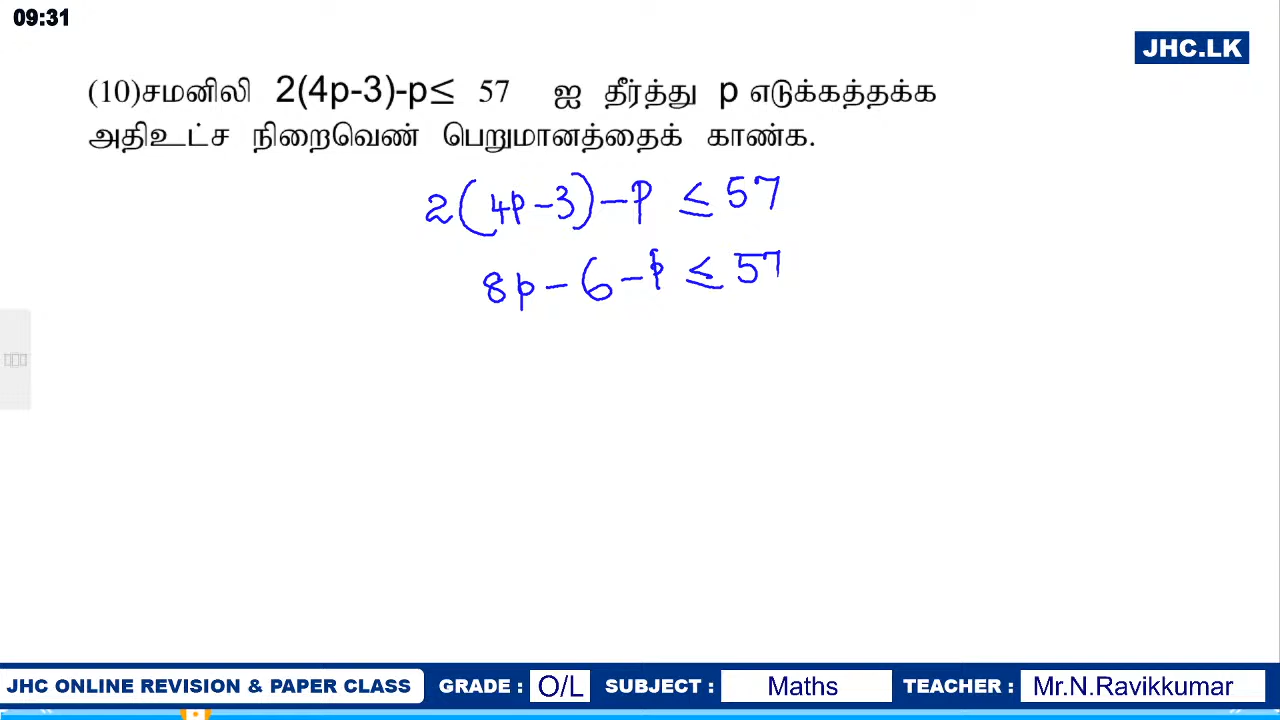 09:31
JHC.LK
(10)சமனிலி 2(4p-3)-p≤ 57 ஐ தீர்த்து p எடுக்கத்தக்க
அதிஉட்ச நிறைவெண் பெறுமானத்தைக் காண்க.
2(4p-3)-p ≤ 57
8p-6-p ≤ 57
JHC ONLINE REVISION & PAPER CLASS GRADE : O/L SUBJECT : Maths TEACHER : Mr.N.Ravikkumar